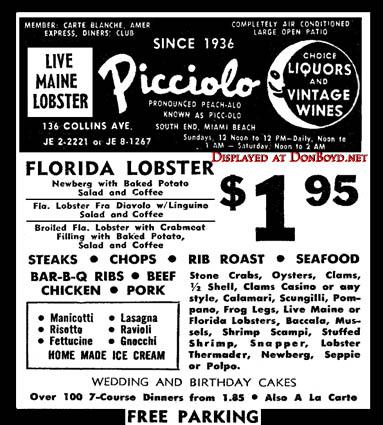 MEMBER: CARTE BLANCHE, AMER
EXPRESS, DINERS' CLUB
COMPLETELY AIR CONDITIONED
LARGE OPEN PATIO
SINCE 1936
LIVE
MAINE
LOBSTER
Picciolo
PRONOUNCED PEACH-ALO
KNOWN AS PICC-OLO
CHOICE
LIQUORS
AND
VINTAGE
WINES
136 COLLINS AVE.
JE 2-2221 or JE 8-1267
SOUTH END, MIAMI BEACH
Sundays, 12 Noon to 12 PM-Daily, Noon to
1 AM — Saturday, Noon to 2 AM
DISPLAYED AT DONBOYD.NET
FLORIDA LOBSTER
Newberg with Baked Potato
Salad and Coffee
Fla. Lobster Fra Diavolo w/Linguine
Salad and Coffee
Broiled Fla. Lobster with Crabmeat
Filling with Baked Potato,
Salad and Coffee
$1 95
STEAKS • CHOPS • RIB ROAST • SEAFOOD
BAR-B-Q RIBS • BEEF
CHICKEN • PORK
• Manicotti • Lasagna
• Risotto • Ravioli
• Fettucine • Gnocchi
HOME MADE ICE CREAM
Stone Crabs, Oysters, Clams,
½ Shell, Clams Casino or any
style, Calamari, Scungilli, Pom-
pano, Frog Legs, Live Maine or
Florida Lobsters, Baccala, Mus-
sels, Shrimp Scampi, Stuffed
Shrimp, Snapper, Lobster
Thermader, Newberg, Seppie
or Polpo.
WEDDING AND BIRTHDAY CAKES
Over 100 7-Course Dinners from 1.85 • Also A La Carte
FREE PARKING